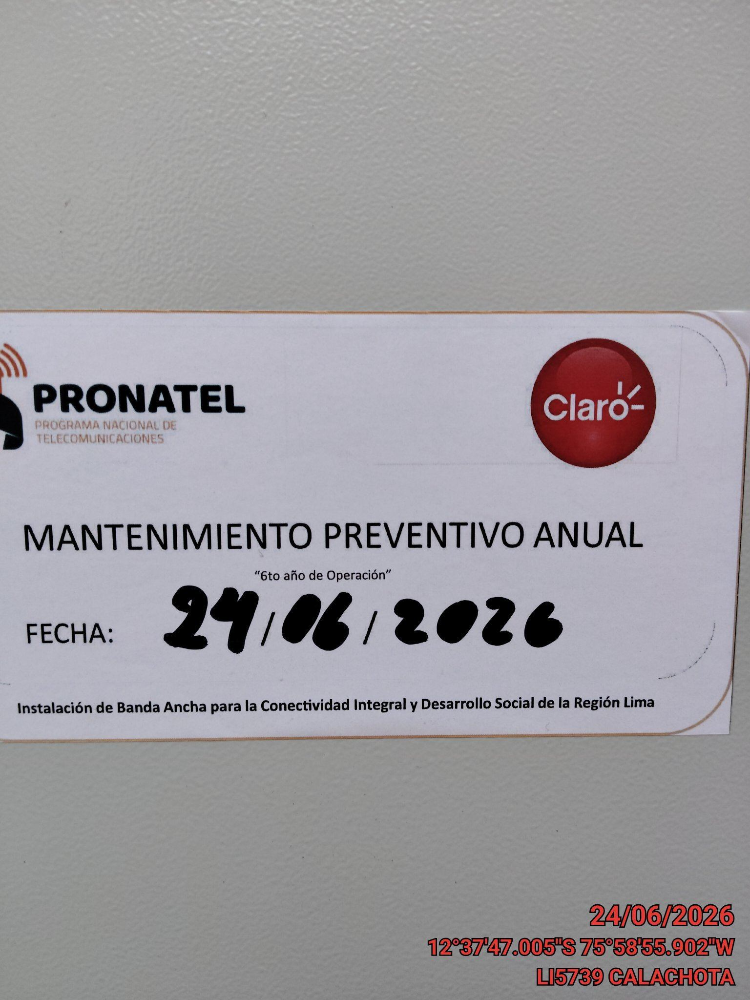 PRONATEL
PROGRAMA NACIONAL DE
TELECOMUNICACIONES
Claro
MANTENIMIENTO PREVENTIVO ANUAL
“6to año de Operación”
FECHA: 24/06/2026
Instalación de Banda Ancha para la Conectividad Integral y Desarrollo Social de la Región Lima
24/06/2026
12°37'47.005"S 75°58'55.902"W
LI5739 CALACHOTA